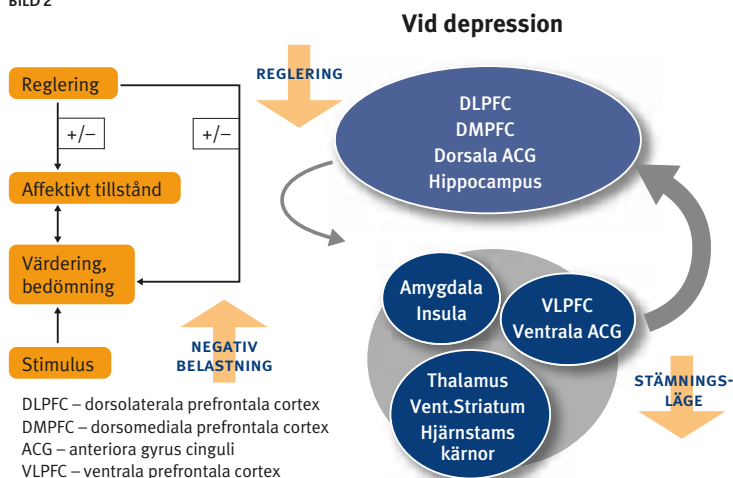 BILD 2
Vid depression
Reglering
+/–
+/–
Affektivt tillstånd
Värdering,
bedömning
Stimulus
REGLERING
NEGATIV
BELASTNING
DLPFC
DMPFC
Dorsala ACG
Hippocampus
Amygdala
Insula
VLPFC
Ventrala ACG
Thalamus
Vent.Striatum
Hjärnstams
kärnor
STÄMNINGS-
LÄGE
DLPFC – dorsolaterala prefrontala cortex
DMPFC – dorsomediala prefrontala cortex
ACG – anteriora gyrus cinguli
VLPFC – ventrala prefrontala cortex